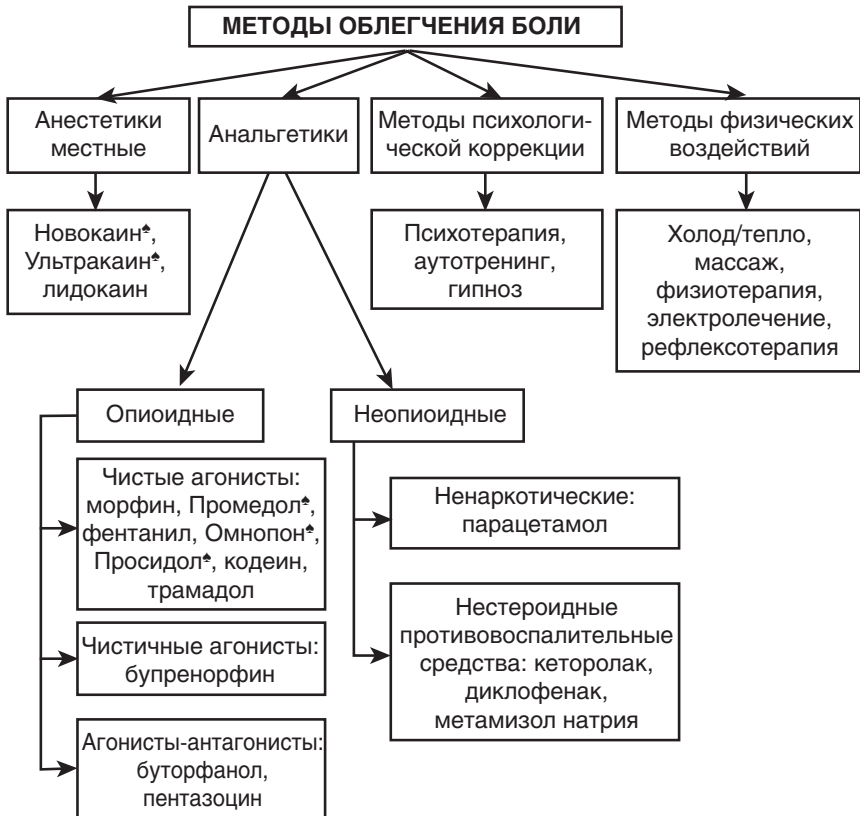 МЕТОДЫ ОБЛЕГЧЕНИЯ БОЛИ
Анестетики
местные
Анальгетики
Методы психологи-
ческой коррекции
Методы физических
воздействий
Новокаин♠,
Ультракаин♠,
лидокаин
Психотерапия,
аутотренинг,
гипноз
Холод/тепло,
массаж,
физиотерапия,
электролечение,
рефлексотерапия
Опиоидные
Неопиоидные
Чистые агонисты:
морфин, Промедол♠,
фентанил, Омнопон♠,
Просидол♠, кодеин,
трамадол
Чистичные агонисты:
бупренорфин
Агонисты-антагонисты:
буторфанол,
пентазоцин
Ненаркотические:
парацетамол
Нестероидные
противовоспалительные
средства: кеторолак,
диклофенак,
метамизол натрия